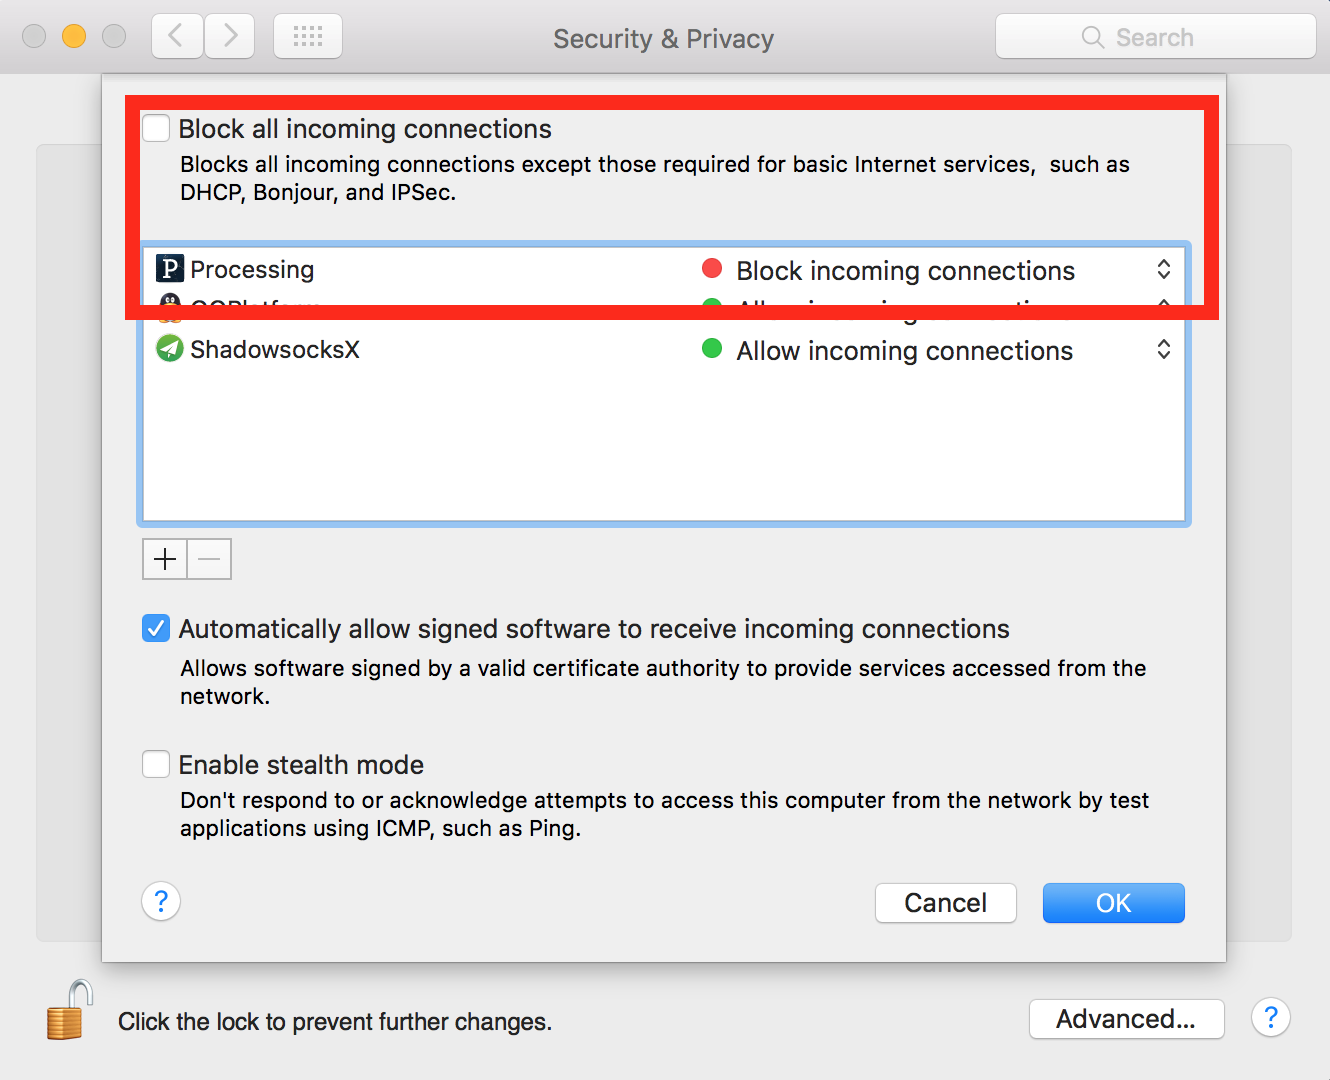 Security & Privacy
Search
Block all incoming connections
Blocks all incoming connections except those required for basic Internet services,  such as
DHCP, Bonjour, and IPSec.
Processing
Block incoming connections
ShadowsocksX
Allow incoming connections
Automatically allow signed software to receive incoming connections
Allows software signed by a valid certificate authority to provide services accessed from the
network.
Enable stealth mode
Don't respond to or acknowledge attempts to access this computer from the network by test
applications using ICMP, such as Ping.
?
Cancel
OK
Click the lock to prevent further changes.
Advanced...
?